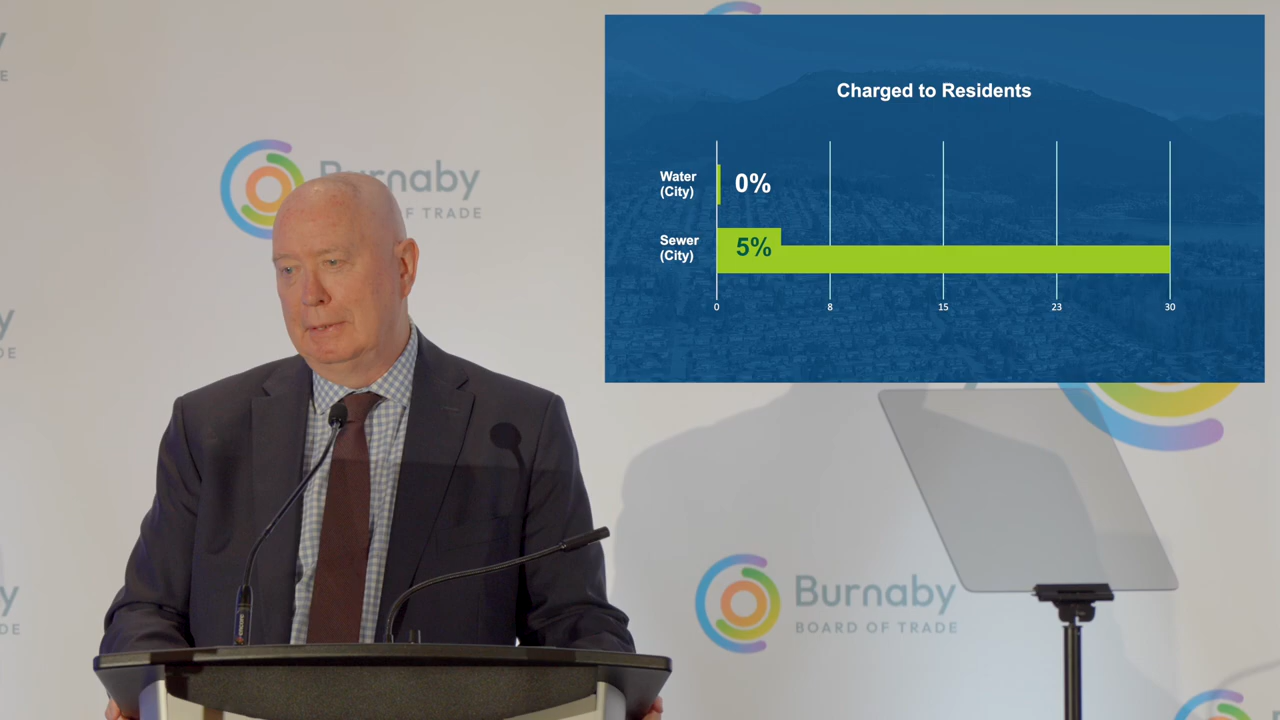 Charged to Residents
Water
(City)
0%
Sewer
(City)
5%
0 8 15 23 30
Burnaby
OF TRADE
Burnaby
BOARD OF TRADE